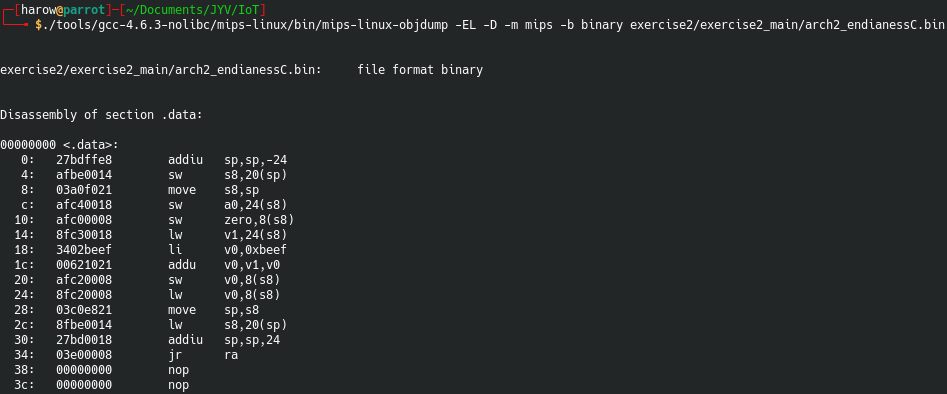 ┌─[harow@parrot]─[~/Documents/JYV/IoT]
└──╼ $./tools/gcc-4.6.3-nolibc/mips-linux/bin/mips-linux-objdump -EL -D -m mips -b binary exercise2/exercise2_main/arch2_endianessC.bin
exercise2/exercise2_main/arch2_endianessC.bin:     file format binary
Disassembly of section .data:
00000000 <.data>:
   0:   27bdffe8        addiu   sp,sp,-24
   4:   afbe0014        sw      s8,20(sp)
   8:   03a0f021        move    s8,sp
   c:   afc40018        sw      a0,24(s8)
  10:   afc00008        sw      zero,8(s8)
  14:   8fc30018        lw      v1,24(s8)
  18:   3402beef        li      v0,0xbeef
  1c:   00621021        addu    v0,v1,v0
  20:   afc20008        sw      v0,8(s8)
  24:   8fc20008        lw      v0,8(s8)
  28:   03c0e821        move    sp,s8
  2c:   8fbe0014        lw      s8,20(sp)
  30:   27bd0018        addiu   sp,sp,24
  34:   03e00008        jr      ra
  38:   00000000        nop
  3c:   00000000        nop